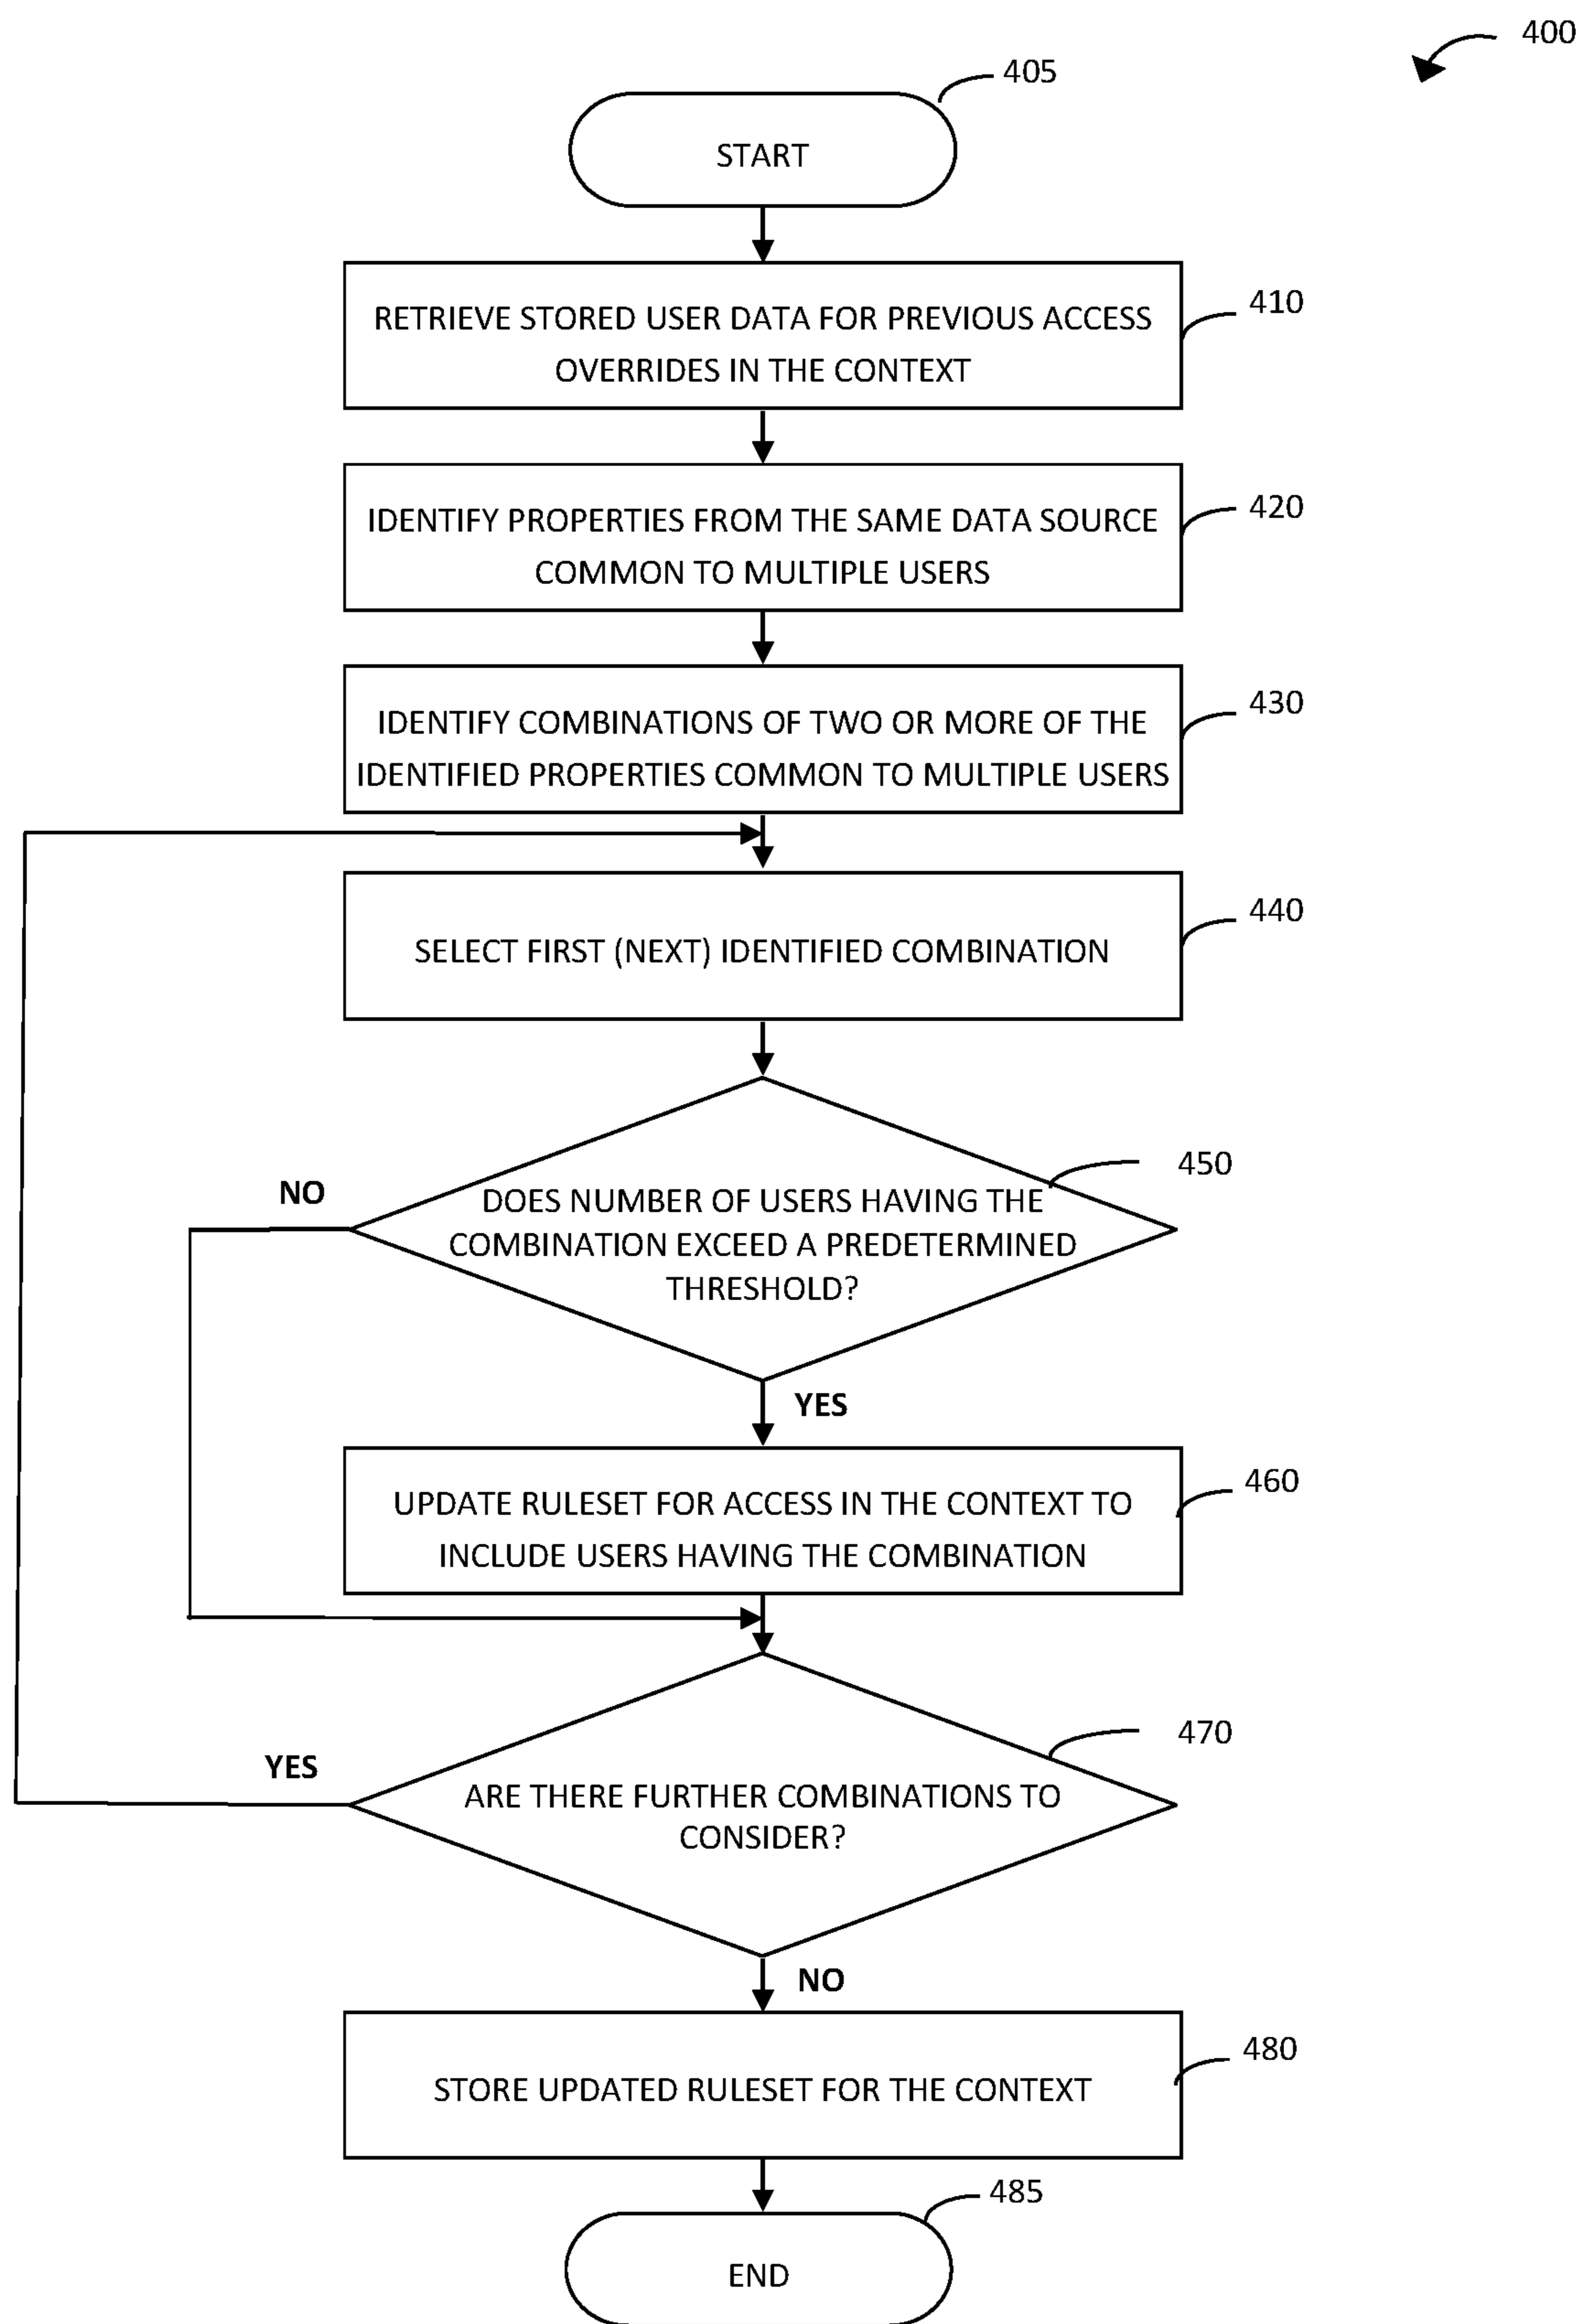 400
405
START
RETRIEVE STORED USER DATA FOR PREVIOUS ACCESS
OVERRIDES IN THE CONTEXT
410
IDENTIFY PROPERTIES FROM THE SAME DATA SOURCE
COMMON TO MULTIPLE USERS
420
IDENTIFY COMBINATIONS OF TWO OR MORE OF THE
IDENTIFIED PROPERTIES COMMON TO MULTIPLE USERS
430
SELECT FIRST (NEXT) IDENTIFIED COMBINATION
440
450
NO
DOES NUMBER OF USERS HAVING THE
COMBINATION EXCEED A PREDETERMINED
THRESHOLD?
YES
UPDATE RULESET FOR ACCESS IN THE CONTEXT TO
INCLUDE USERS HAVING THE COMBINATION
460
470
YES
ARE THERE FURTHER COMBINATIONS TO
CONSIDER?
NO
STORE UPDATED RULESET FOR THE CONTEXT
480
485
END